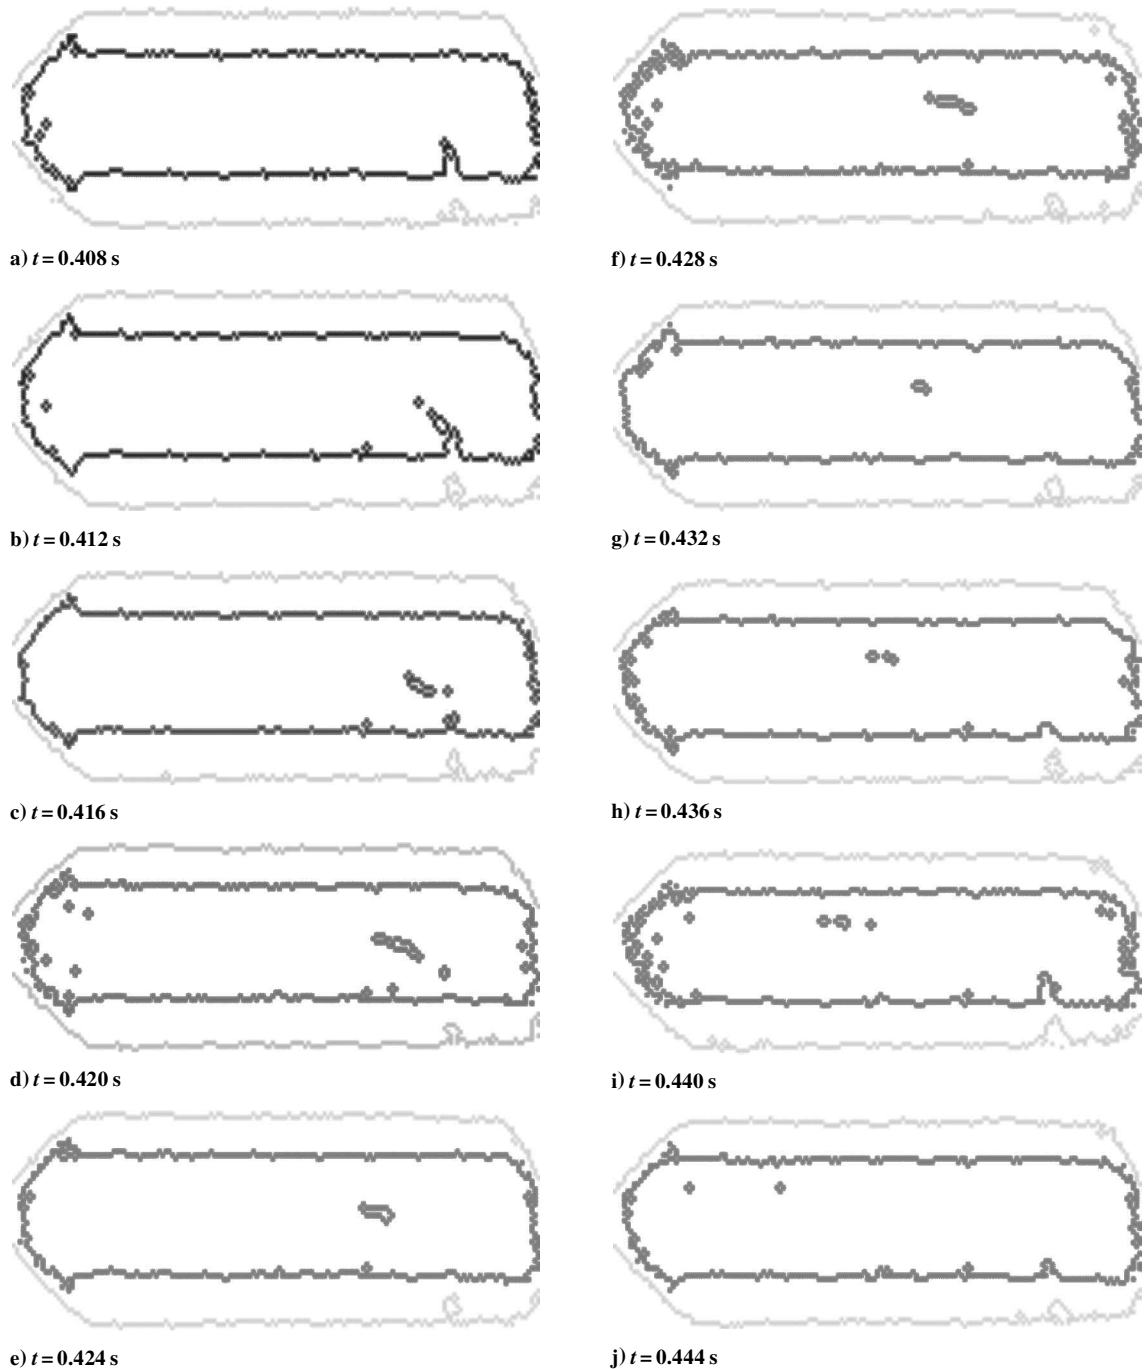 a) t = 0.408 s
b) t = 0.412 s
c) t = 0.416 s
d) t = 0.420 s
e) t = 0.424 s
f) t = 0.428 s
g) t = 0.432 s
h) t = 0.436 s
i) t = 0.440 s
j) t = 0.444 s